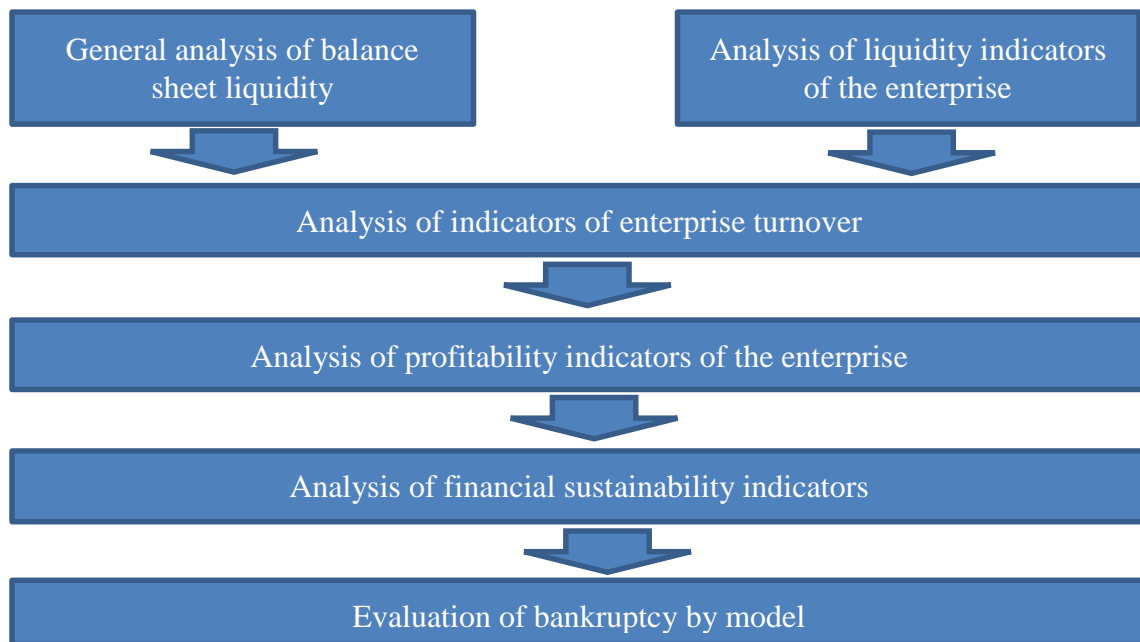 General analysis of balance
sheet liquidity
Analysis of liquidity indicators
of the enterprise
Analysis of indicators of enterprise turnover
Analysis of profitability indicators of the enterprise
Analysis of financial sustainability indicators
Evaluation of bankruptcy by model